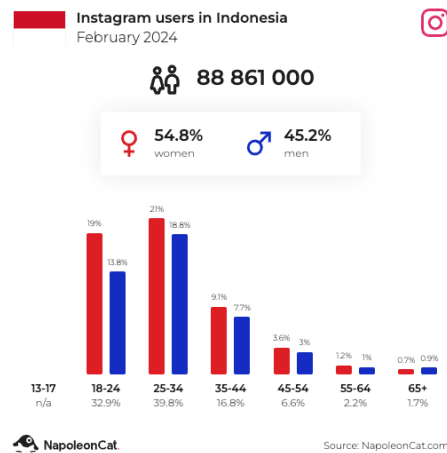 Instagram users in Indonesia
February 2024
88 861 000
54.8%
women
45.2%
men
19%
13.8%
21%
18.8%
9.1%
7.7%
3.6%
3%
1.2%
1%
0.7%
0.9%
13-17 18-24 25-34 35-44 45-54 55-64 65+
n/a 32.9% 39.8% 16.8% 6.6% 2.2% 1.7%
NapoleonCat.
Source: NapoleonCat.com